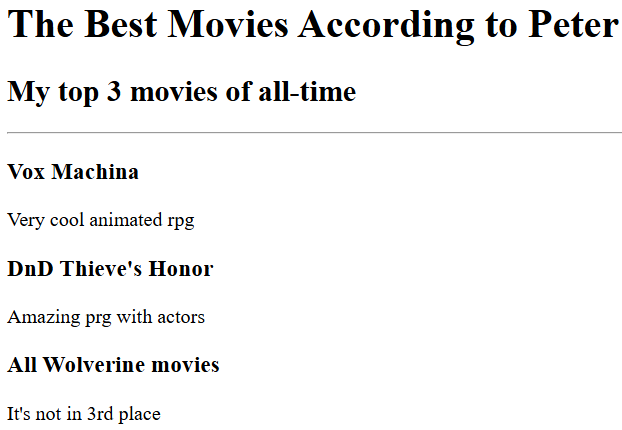 The Best Movies According to Peter
My top 3 movies of all-time
Vox Machina
Very cool animated rpg
DnD Thieve's Honor
Amazing prg with actors
All Wolverine movies
It's not in 3rd place